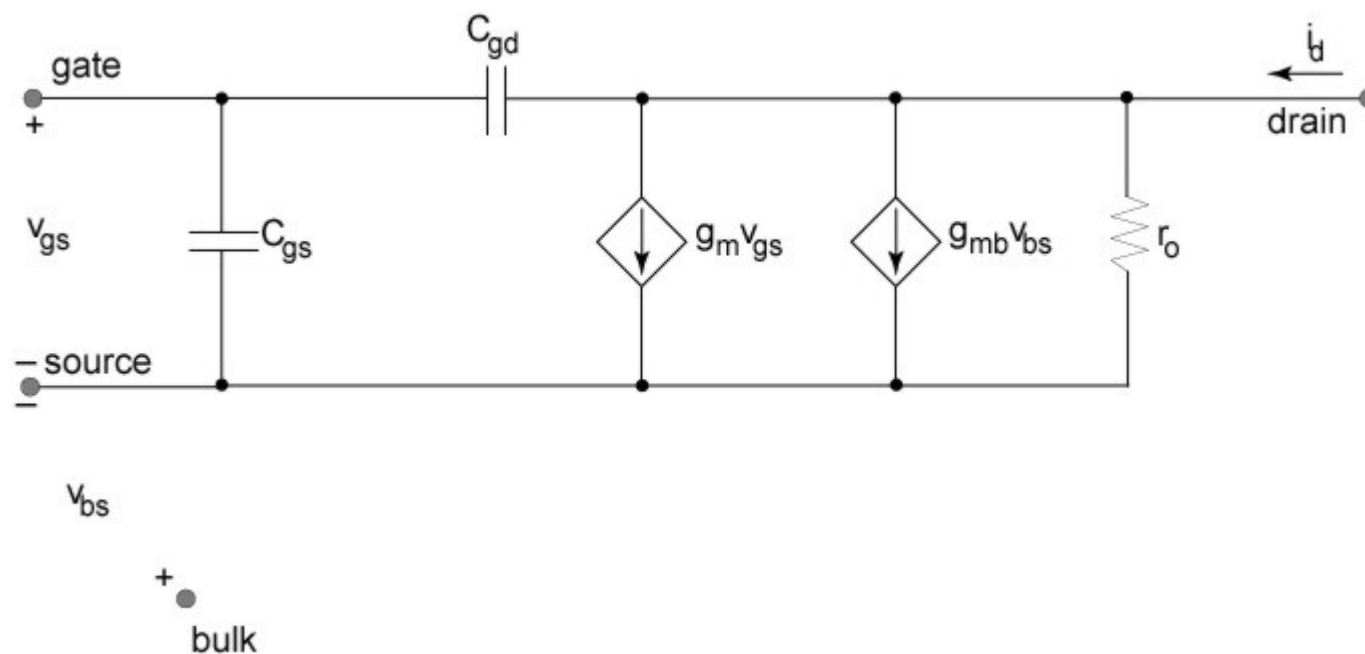 C_gd
i_d
gate
+
drain
v_gs
C_gs
g_m v_gs
g_mb v_bs
r_o
– source
–
v_bs
+
bulk